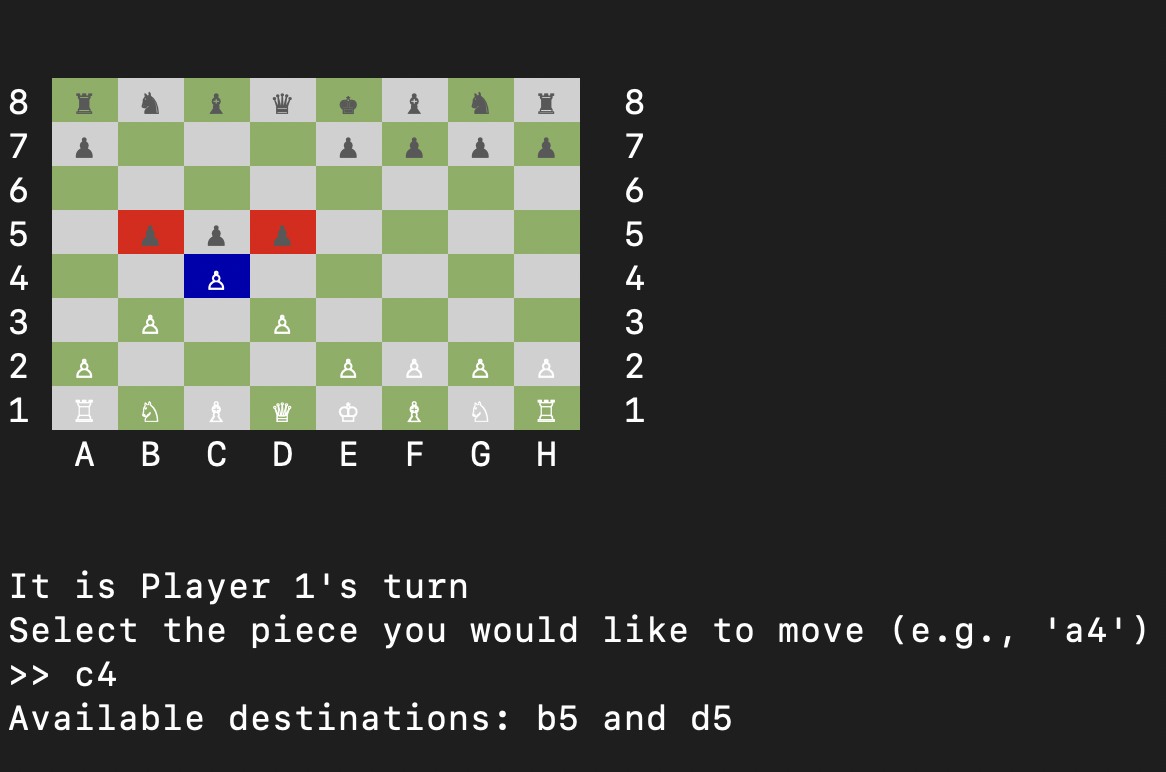 8 ♜ ♞ ♝ ♛ ♚ ♝ ♞ ♜ 8
7 ♟ ♟ ♟ ♟ ♟ 7
6 6
5 ♟ ♟ ♟ 5
4 ♙ 4
3 ♙ ♙ 3
2 ♙ ♙ ♙ ♙ ♙ 2
1 ♖ ♘ ♗ ♕ ♔ ♗ ♘ ♖ 1
A B C D E F G H
It is Player 1's turn
Select the piece you would like to move (e.g., 'a4')
>> c4
Available destinations: b5 and d5